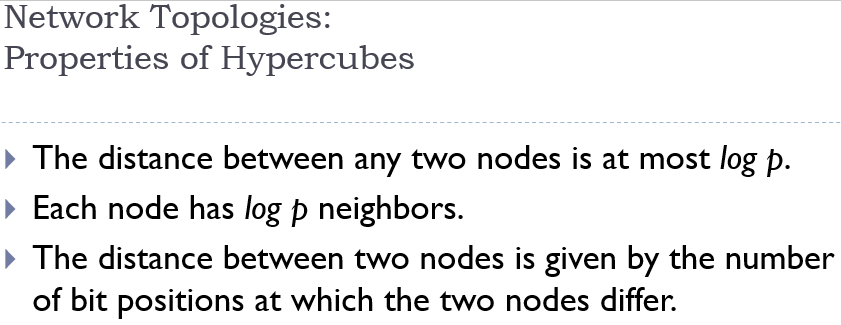 Network Topologies:
Properties of Hypercubes
The distance between any two nodes is at most log p.
Each node has log p neighbors.
The distance between two nodes is given by the number
of bit positions at which the two nodes differ.